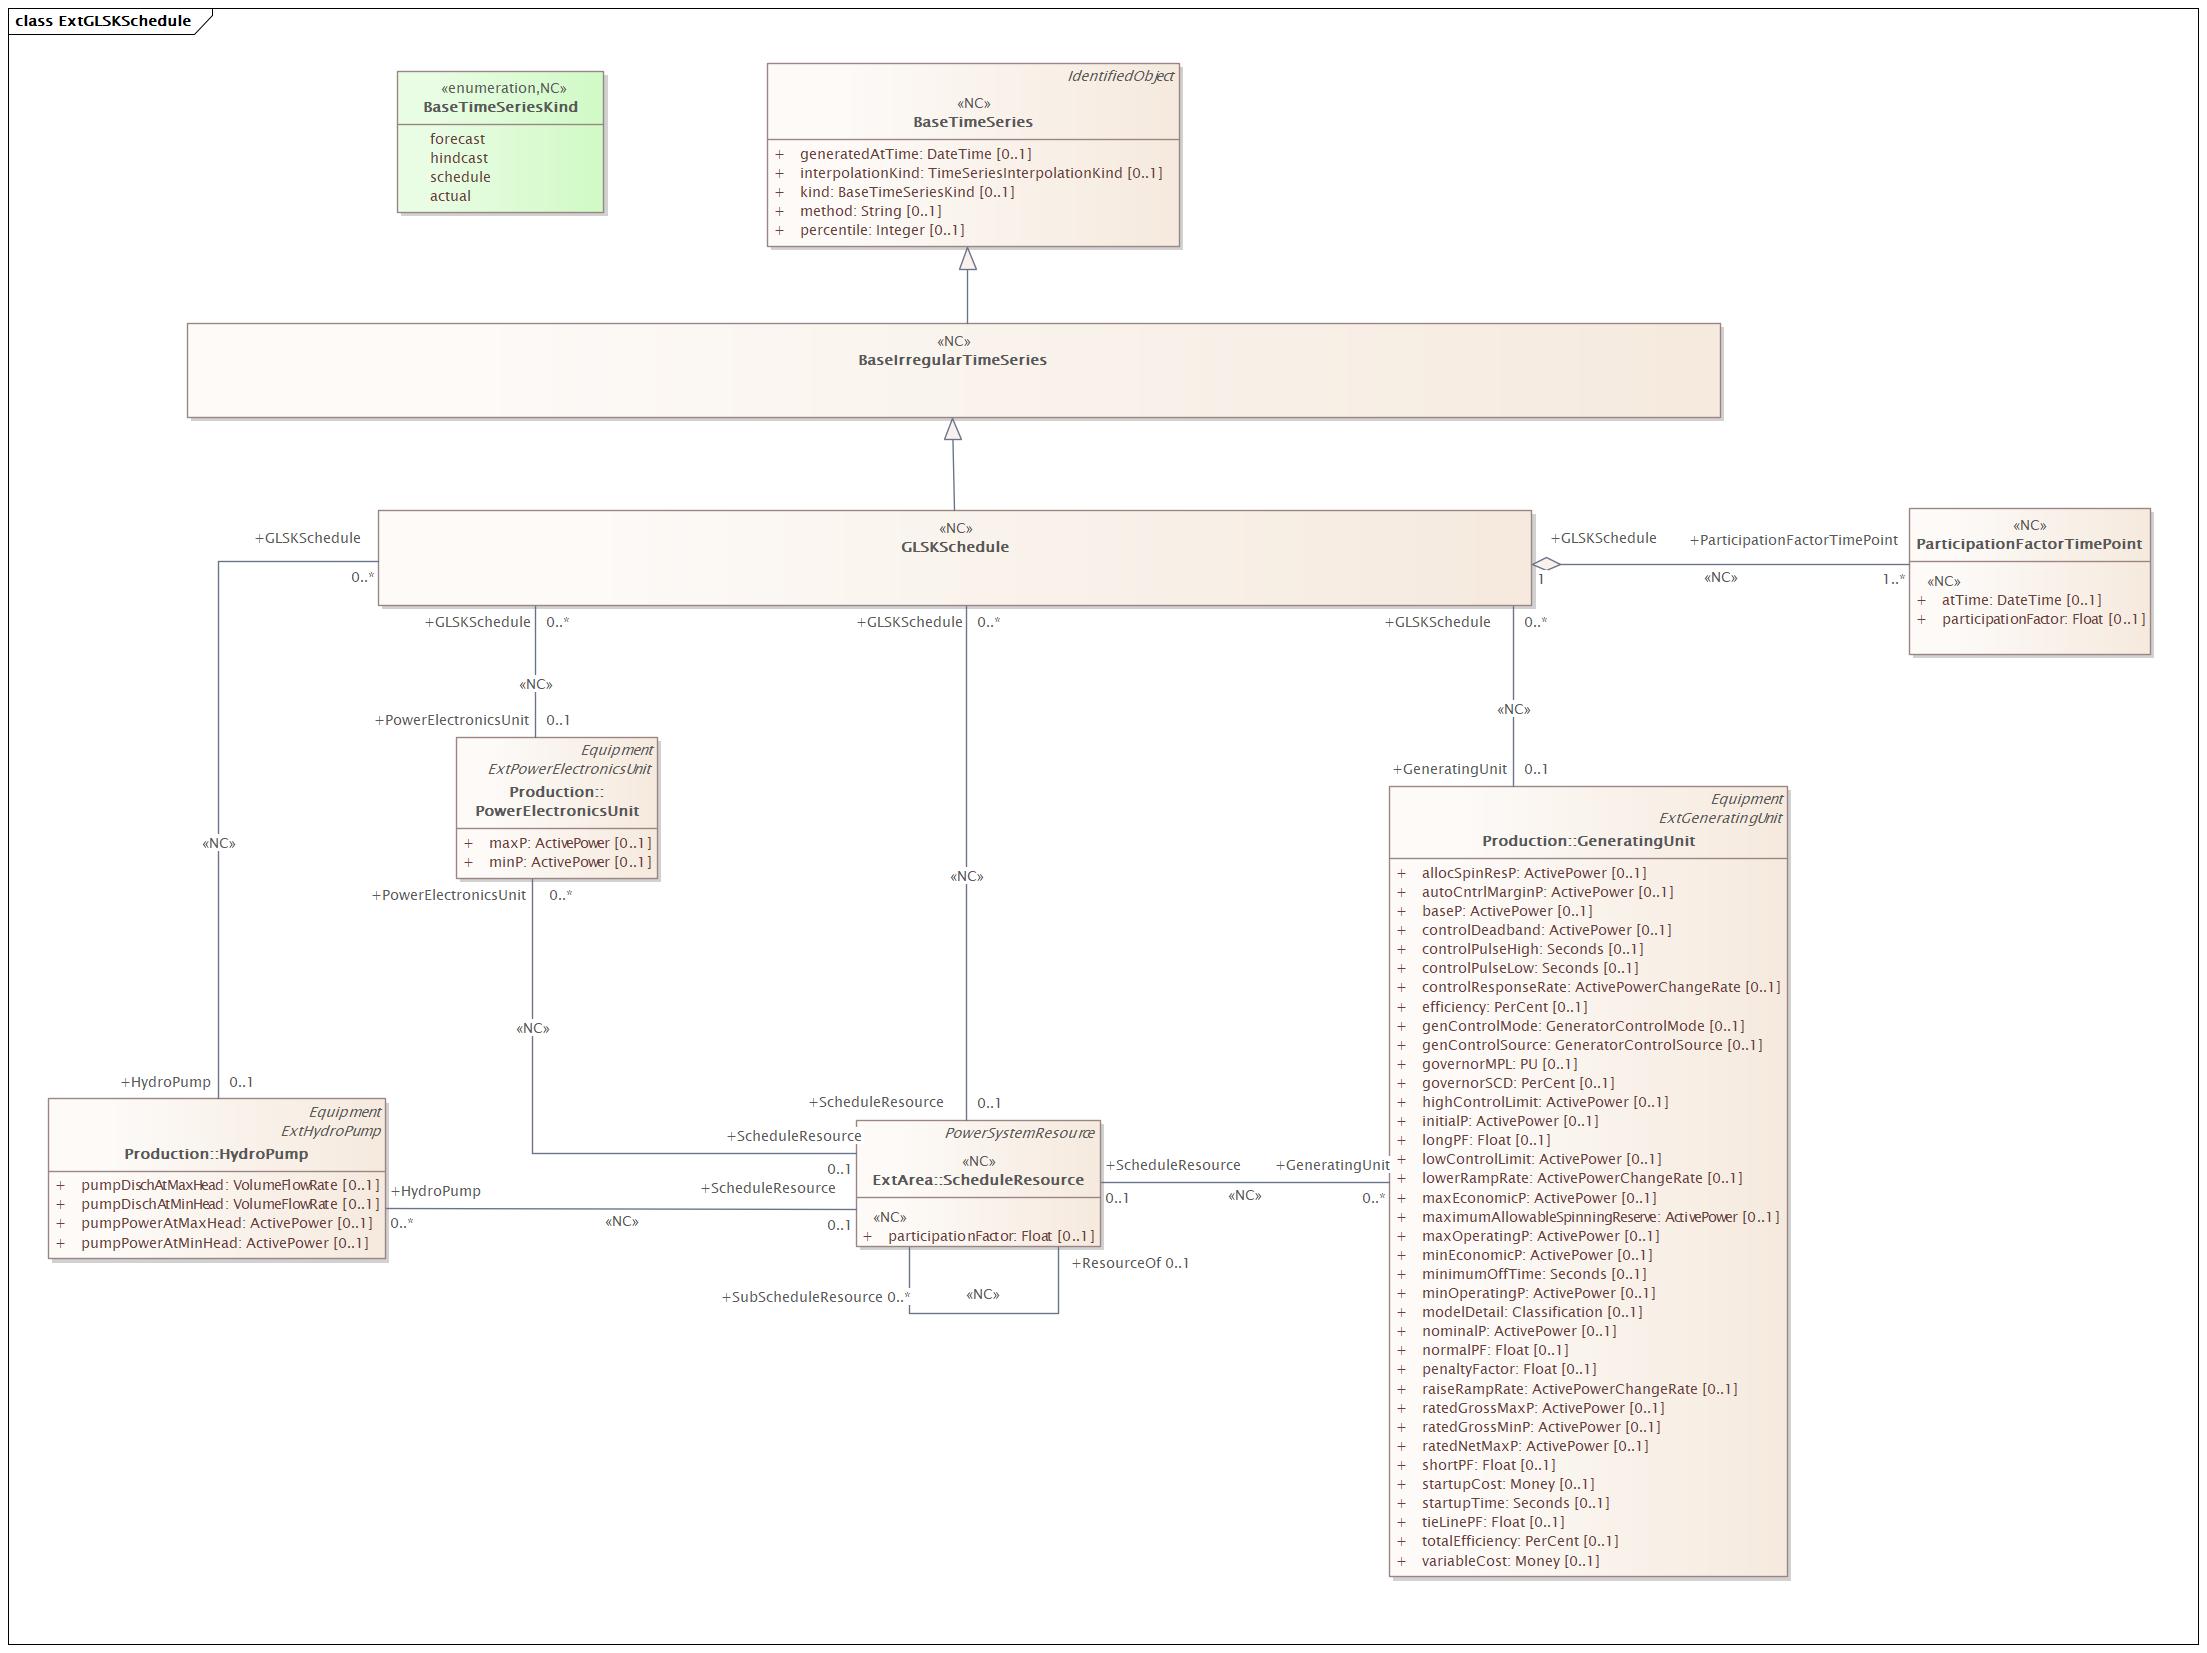 class ExtGLSKSchedule
«enumeration,NC»
BaseTimeSeriesKind
forecast
hindcast
schedule
actual
IdentifiedObject
«NC»
BaseTimeSeries
+ generatedAtTime: DateTime [0..1]
+ interpolationKind: TimeSeriesInterpolationKind [0..1]
+ kind: BaseTimeSeriesKind [0..1]
+ method: String [0..1]
+ percentile: Integer [0..1]
«NC»
BaseIrregularTimeSeries
«NC»
GLSKSchedule
+GLSKSchedule
0..*
+GLSKSchedule
1
«NC»
+ParticipationFactorTimePoint
1..*
«NC»
ParticipationFactorTimePoint
«NC»
+ atTime: DateTime [0..1]
+ participationFactor: Float [0..1]
+GLSKSchedule 0..*
«NC»
+PowerElectronicsUnit 0..1
+GLSKSchedule 0..*
«NC»
+ScheduleResource 0..1
+GLSKSchedule 0..*
«NC»
+GeneratingUnit 0..1
Equipment
ExtPowerElectronicsUnit
Production::
PowerElectronicsUnit
+ maxP: ActivePower [0..1]
+ minP: ActivePower [0..1]
+PowerElectronicsUnit 0..*
«NC»
+ScheduleResource
0..1
«NC»
+HydroPump 0..1
Equipment
ExtHydroPump
Production::HydroPump
+ pumpDischAtMaxHead: VolumeFlowRate [0..1]
+ pumpDischAtMinHead: VolumeFlowRate [0..1]
+ pumpPowerAtMaxHead: ActivePower [0..1]
+ pumpPowerAtMinHead: ActivePower [0..1]
+HydroPump
0..*
«NC»
+ScheduleResource
0..1
PowerSystemResource
«NC»
ExtArea::ScheduleResource
«NC»
+ participationFactor: Float [0..1]
+ResourceOf 0..1
+SubScheduleResource 0..*
«NC»
+ScheduleResource
0..1
«NC»
+GeneratingUnit
0..*
Equipment
ExtGeneratingUnit
Production::GeneratingUnit
+ allocSpinResP: ActivePower [0..1]
+ autoCntrlMarginP: ActivePower [0..1]
+ baseP: ActivePower [0..1]
+ controlDeadband: ActivePower [0..1]
+ controlPulseHigh: Seconds [0..1]
+ controlPulseLow: Seconds [0..1]
+ controlResponseRate: ActivePowerChangeRate [0..1]
+ efficiency: PerCent [0..1]
+ genControlMode: GeneratorControlMode [0..1]
+ genControlSource: GeneratorControlSource [0..1]
+ governorMPL: PU [0..1]
+ governorSCD: PerCent [0..1]
+ highControlLimit: ActivePower [0..1]
+ initialP: ActivePower [0..1]
+ longPF: Float [0..1]
+ lowControlLimit: ActivePower [0..1]
+ lowerRampRate: ActivePowerChangeRate [0..1]
+ maxEconomicP: ActivePower [0..1]
+ maximumAllowableSpinningReserve: ActivePower [0..1]
+ maxOperatingP: ActivePower [0..1]
+ minEconomicP: ActivePower [0..1]
+ minimumOffTime: Seconds [0..1]
+ minOperatingP: ActivePower [0..1]
+ modelDetail: Classification [0..1]
+ nominalP: ActivePower [0..1]
+ normalPF: Float [0..1]
+ penaltyFactor: Float [0..1]
+ raiseRampRate: ActivePowerChangeRate [0..1]
+ ratedGrossMaxP: ActivePower [0..1]
+ ratedGrossMinP: ActivePower [0..1]
+ ratedNetMaxP: ActivePower [0..1]
+ shortPF: Float [0..1]
+ startupCost: Money [0..1]
+ startupTime: Seconds [0..1]
+ tieLinePF: Float [0..1]
+ totalEfficiency: PerCent [0..1]
+ variableCost: Money [0..1]